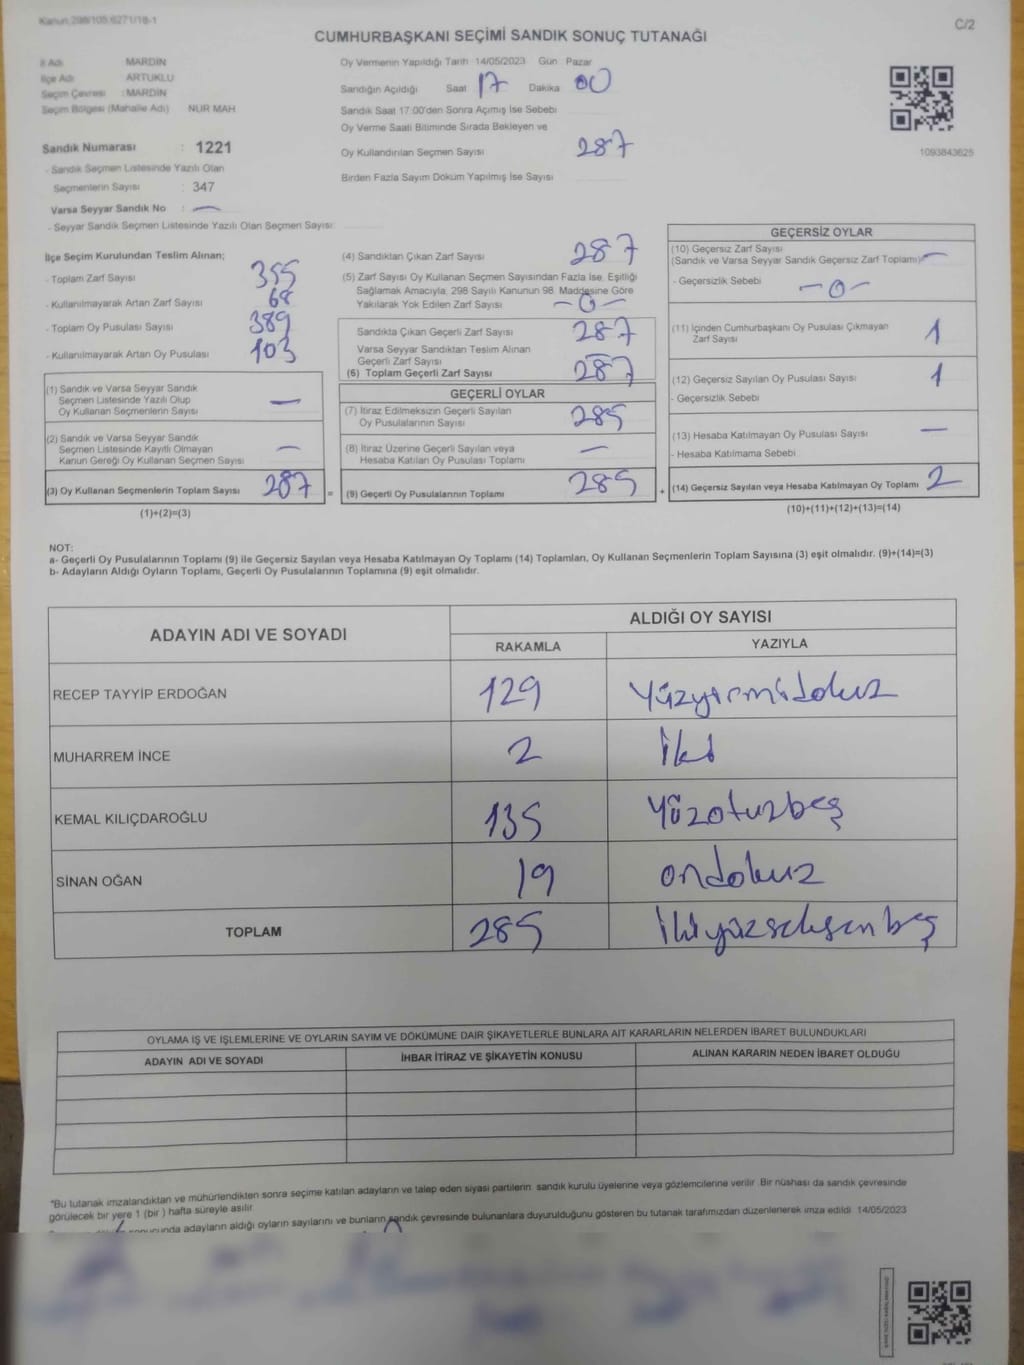 Kanun:298/105,6271/18-1
C/2
CUMHURBAŞKANI SEÇİMİ SANDIK SONUÇ TUTANAĞI
İl Adı MARDİN
İlçe Adı ARTUKLU
Seçim Çevresi : MARDİN
Seçim Bölgesi (Mahalle Adı) NUR MAH
Sandık Numarası : 1221
- Sandık Seçmen Listesinde Yazılı Olan
Seçmenlerin Sayısı : 347
Varsa Seyyar Sandık No : —
- Seyyar Sandık Seçmen Listesinde Yazılı Olan Seçmen Sayısı:
Oy Vermenin Yapıldığı Tarih 14/05/2023 Gün Pazar
Sandığın Açıldığı Saat 17 Dakika 00
Sandık Saat 17:00'den Sonra Açmış İse Sebebi
Oy Verme Saati Bitiminde Sırada Bekleyen ve
Oy Kullandırılan Seçmen Sayısı 287
Birden Fazla Sayım Döküm Yapılmış İse Sayısı
1093843625
İlçe Seçim Kurulundan Teslim Alınan;
- Toplam Zarf Sayısı 355
- Kullanılmayarak Artan Zarf Sayısı 68
- Toplam Oy Pusulası Sayısı 389
- Kullanılmayarak Artan Oy Pusulası 103
(1) Sandık ve Varsa Seyyar Sandık
Seçmen Listesinde Yazılı Olup
Oy Kullanan Seçmenlerin Sayısı —
(2) Sandık ve Varsa Seyyar Sandık
Seçmen Listesinde Kayıtlı Olmayan
Kanun Gereği Oy Kullanan Seçmen Sayısı —
(3) Oy Kullanan Seçmenlerin Toplam Sayısı 287 =
(1)+(2)=(3)
(4) Sandıktan Çıkan Zarf Sayısı 287
(5) Zarf Sayısı Oy Kullanan Seçmen Sayısından Fazla İse, Eşitliği
Sağlamak Amacıyla, 298 Sayılı Kanunun 98. Maddesine Göre
Yakılarak Yok Edilen Zarf Sayısı —0—
Sandıkta Çıkan Geçerli Zarf Sayısı 287
Varsa Seyyar Sandıktan Teslim Alınan
Geçerli Zarf Sayısı —
(6) Toplam Geçerli Zarf Sayısı 287
GEÇERLİ OYLAR
(7) İtiraz Edilmeksizin Geçerli Sayılan
Oy Pusulalarının Sayısı 285
(8) İtiraz Üzerine Geçerli Sayılan veya
Hesaba Katılan Oy Pusulası Toplamı —
(9) Geçerli Oy Pusulalarının Toplamı 285 +
GEÇERSİZ OYLAR
(10) Geçersiz Zarf Sayısı
(Sandık ve Varsa Seyyar Sandık Geçersiz Zarf Toplamı) —
- Geçersizlik Sebebi —0—
(11) İçinden Cumhurbaşkanı Oy Pusulası Çıkmayan
Zarf Sayısı 1
(12) Geçersiz Sayılan Oy Pusulası Sayısı 1
- Geçersizlik Sebebi
(13) Hesaba Katılmayan Oy Pusulası Sayısı —
- Hesaba Katılmama Sebebi
(14) Geçersiz Sayılan veya Hesaba Katılmayan Oy Toplamı 2
(10)+(11)+(12)+(13)=(14)
NOT:
a- Geçerli Oy Pusulalarının Toplamı (9) ile Geçersiz Sayılan veya Hesaba Katılmayan Oy Toplamı (14) Toplamları, Oy Kullanan Seçmenlerin Toplam Sayısına (3) eşit olmalıdır. (9)+(14)=(3)
b- Adayların Aldığı Oyların Toplamı, Geçerli Oy Pusulalarının Toplamına (9) eşit olmalıdır.
ADAYIN ADI VE SOYADI ALDIĞI OY SAYISI
RAKAMLA YAZIYLA
RECEP TAYYİP ERDOĞAN 129 Yüzyirmidokuz
MUHARREM İNCE 2 İki
KEMAL KILIÇDAROĞLU 135 Yüzotuzbeş
SİNAN OĞAN 19 ondokuz
TOPLAM 285 İkiyüzseksenbeş
OYLAMA İŞ VE İŞLEMLERİNE VE OYLARIN SAYIM VE DÖKÜMÜNE DAİR ŞİKAYETLERLE BUNLARA AİT KARARLARIN NELERDEN İBARET BULUNDUKLARI
ADAYIN ADI VE SOYADI İHBAR İTİRAZ VE ŞİKAYETİN KONUSU ALINAN KARARIN NEDEN İBARET OLDUĞU
*Bu tutanak imzalandıktan ve mühürlendikten sonra seçime katılan adayların ve talep eden siyasi partilerin sandık kurulu üyelerine veya gözlemcilerine verilir. Bir nüshası da sandık çevresinde
görülecek bir yere 1 (bir) hafta süreyle asılır.
adayların aldığı oyların sayılarını ve bunların sandık çevresinde bulunanlara duyurulduğunu gösteren bu tutanak tarafımızdan düzenlenerek imza edildi 14/05/2023